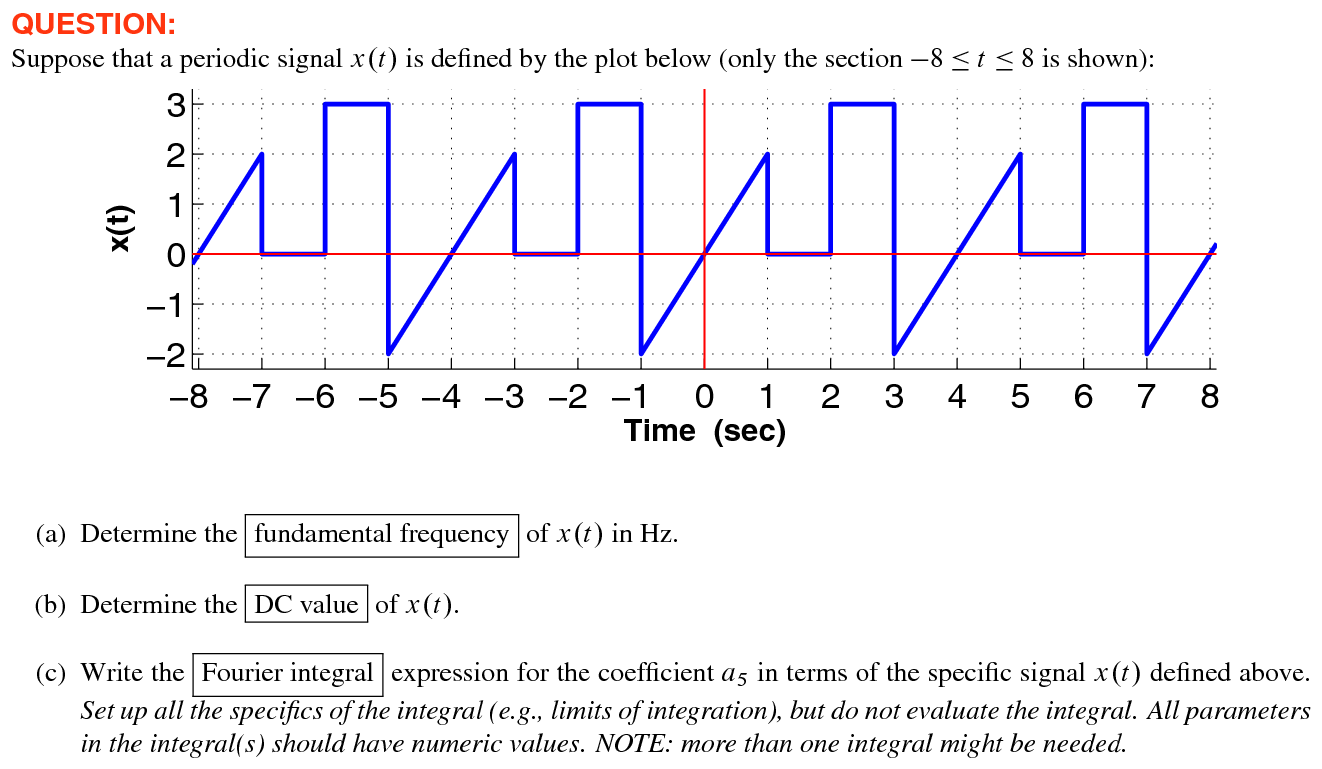 QUESTION:
Suppose that a periodic signal x(t) is defined by the plot below (only the section −8 ≤ t ≤ 8 is shown):
3
2
1
0
−1
−2
x(t)
−8 −7 −6 −5 −4 −3 −2 −1 0 1 2 3 4 5 6 7 8
Time (sec)
(a) Determine the fundamental frequency of x(t) in Hz.
(b) Determine the DC value of x(t).
(c) Write the Fourier integral expression for the coefficient a₅ in terms of the specific signal x(t) defined above.
Set up all the specifics of the integral (e.g., limits of integration), but do not evaluate the integral. All parameters
in the integral(s) should have numeric values. NOTE: more than one integral might be needed.